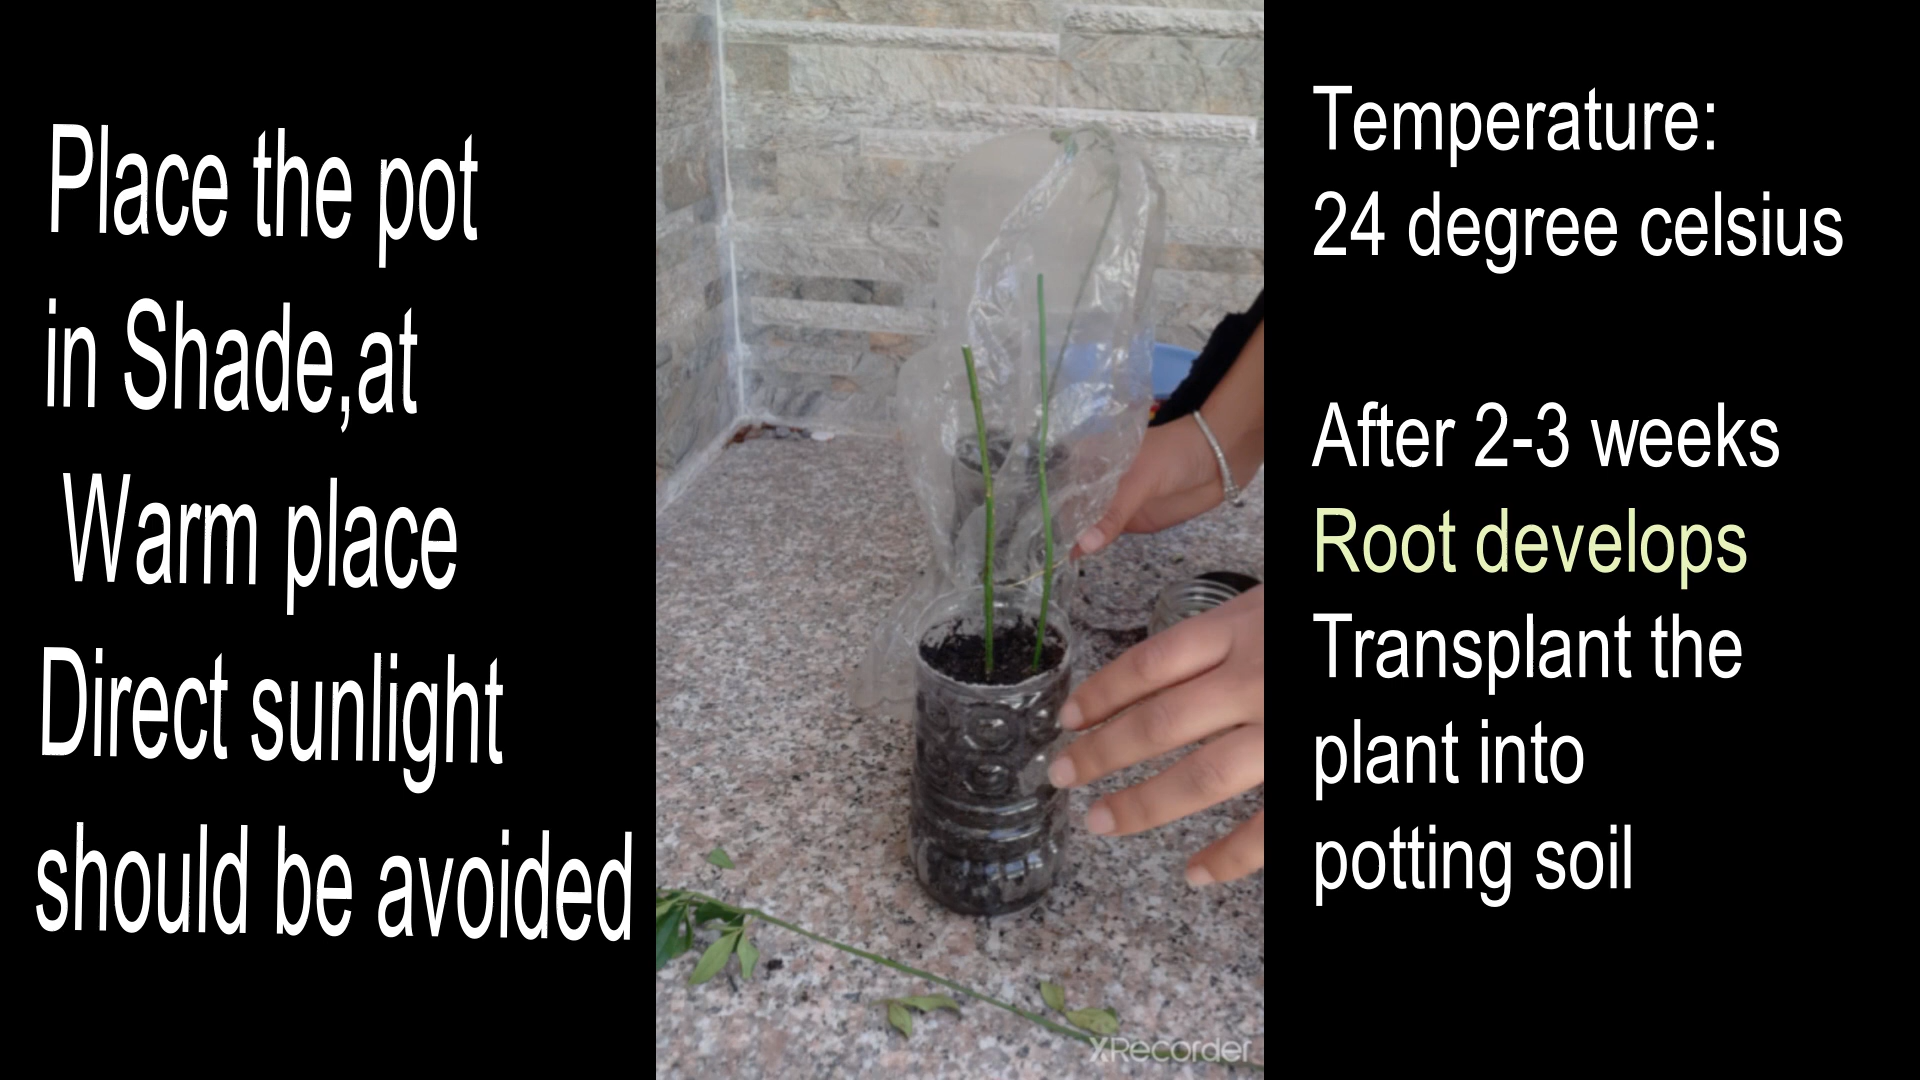 Place the pot
in Shade,at
Warm place
Direct sunlight
should be avoided
Temperature:
24 degree celsius
After 2-3 weeks
Root develops
Transplant the
plant into
potting soil
XRecorder